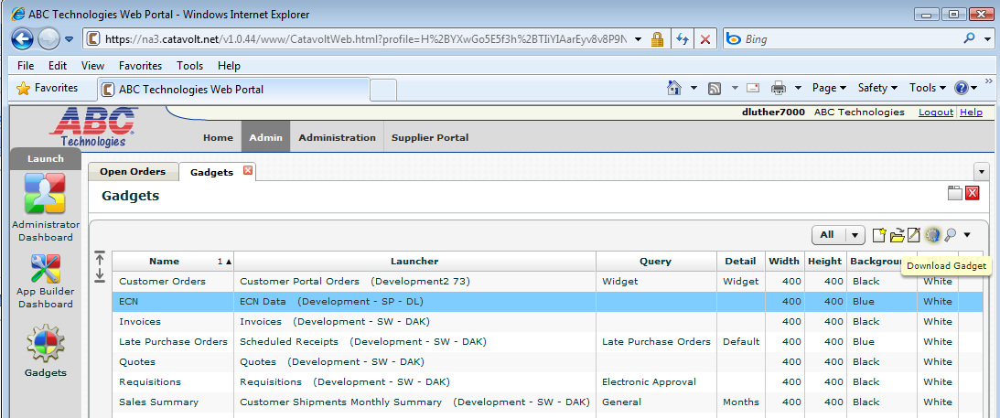 ABC Technologies Web Portal - Windows Internet Explorer
https://na3.catavolt.net/v1.0.44/www/CatavoltWeb.html?profile=H%2BYXwGo5E5f3h%2BTIiYIAarEyv8v8P9N
Bing
File Edit View Favorites Tools Help
Favorites ABC Technologies Web Portal Page Safety Tools
ABC
Technologies
dluther7000 ABC Technologies Logout Help
Home Admin Administration Supplier Portal
Launch
Administrator
Dashboard
App Builder
Dashboard
Gadgets
Open Orders Gadgets
Gadgets
All
Download Gadget
Name 1 Launcher Query Detail Width Height Backgroun
Customer Orders Customer Portal Orders (Development2 73) Widget Widget 400 400 Black White
ECN ECN Data (Development - SP - DL) 400 400 Blue White
Invoices Invoices (Development - SW - DAK) 400 400 Black White
Late Purchase Orders Scheduled Receipts (Development - SW - DAK) Late Purchase Orders Default 400 400 Blue White
Quotes Quotes (Development - SW - DAK) 400 400 Black White
Requisitions Requisitions (Development - SW - DAK) Electronic Approval 400 400 Black White
Sales Summary Customer Shipments Monthly Summary (Development - SW - DAK) General Months 400 400 Black White